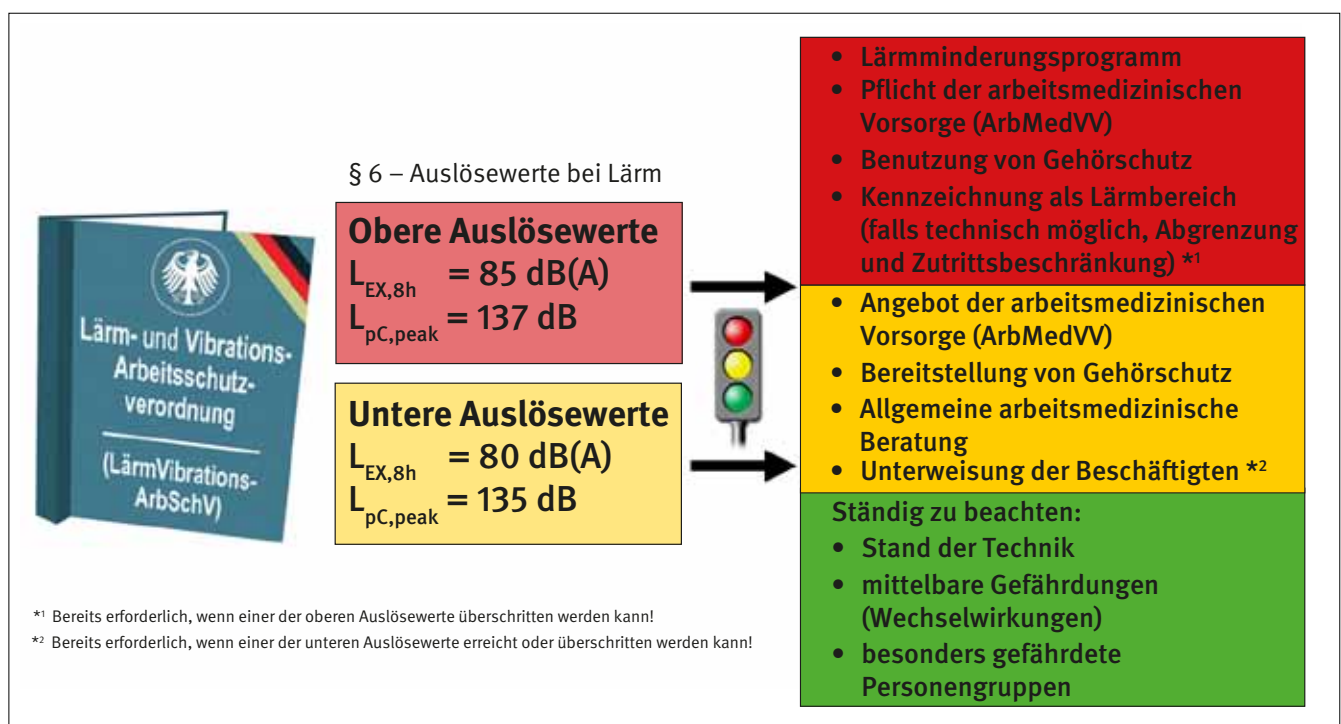 Lärm- und Vibrations-
Arbeitsschutz-
verordnung
(LärmVibrations-
ArbSchV)
§ 6 – Auslösewerte bei Lärm
Obere Auslösewerte
L EX,8h = 85 dB(A)
L pC,peak = 137 dB
Untere Auslösewerte
L EX,8h = 80 dB(A)
L pC,peak = 135 dB
• Lärmminderungsprogramm
• Pflicht der arbeitsmedizinischen
Vorsorge (ArbMedVV)
• Benutzung von Gehörschutz
• Kennzeichnung als Lärmbereich
(falls technisch möglich, Abgrenzung
und Zutrittsbeschränkung) *1
• Angebot der arbeitsmedizinischen
Vorsorge (ArbMedVV)
• Bereitstellung von Gehörschutz
• Allgemeine arbeitsmedizinische
Beratung
• Unterweisung der Beschäftigten *2
Ständig zu beachten:
• Stand der Technik
• mittelbare Gefährdungen
(Wechselwirkungen)
• besonders gefährdete
Personengruppen
*1 Bereits erforderlich, wenn einer der oberen Auslösewerte überschritten werden kann!
*2 Bereits erforderlich, wenn einer der unteren Auslösewerte erreicht oder überschritten werden kann!